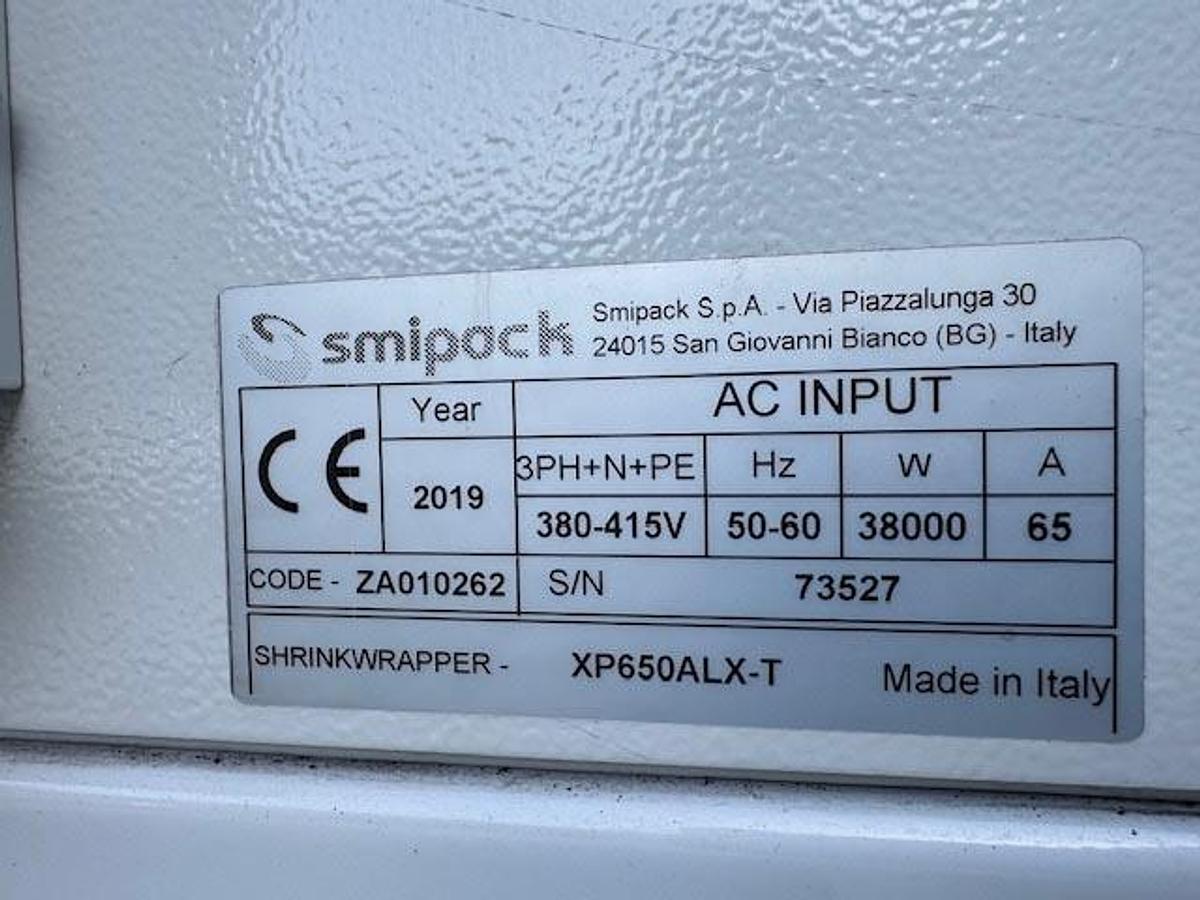 smipack
Smipack S.p.A. - Via Piazzalunga 30
24015 San Giovanni Bianco (BG) - Italy
CE
Year
2019
AC INPUT
3PH+N+PE Hz W A
380-415V 50-60 38000 65
CODE - ZA010262 S/N 73527
SHRINKWRAPPER - XP650ALX-T Made in Italy